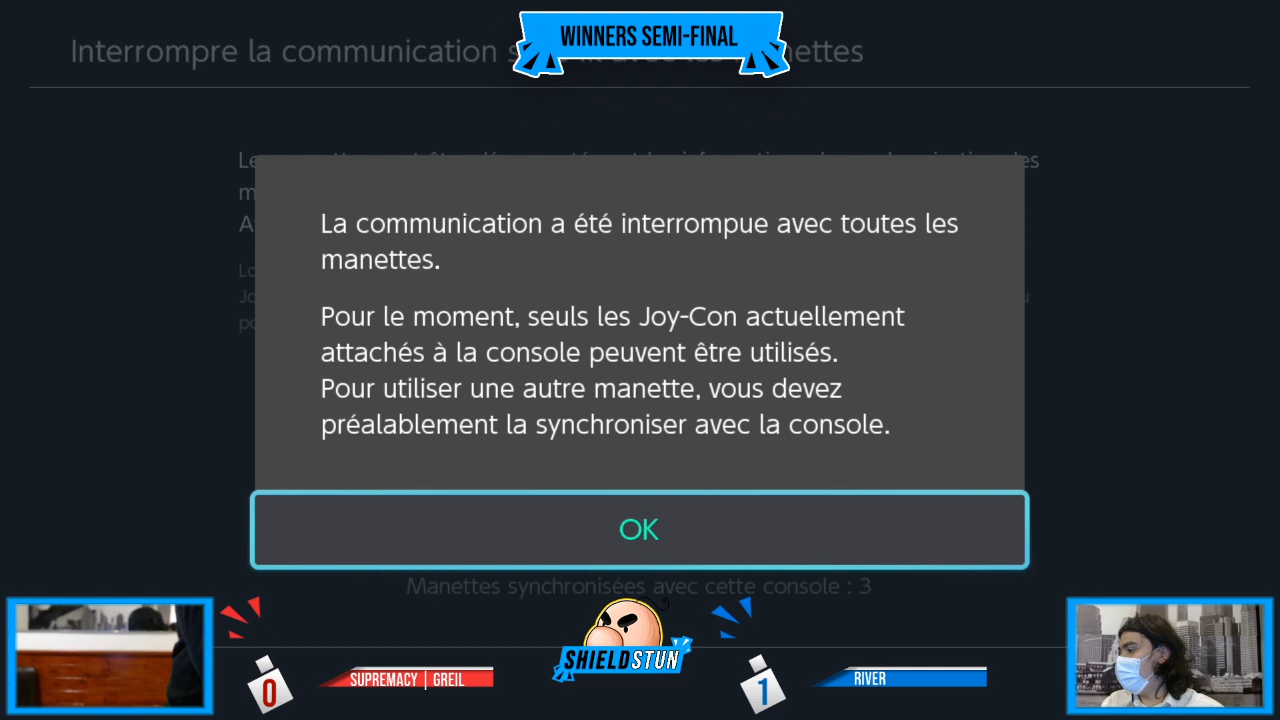 WINNERS SEMI-FINAL
Interrompre la communication
La communication a été interrompue avec toutes les
manettes.
Pour le moment, seuls les Joy-Con actuellement
attachés à la console peuvent être utilisés.
Pour utiliser une autre manette, vous devez
préalablement la synchroniser avec la console.
OK
Manettes synchronisées avec cette console : 3
SHIELDSTUN
0
SUPREMACY | GREIL
1
RIVER